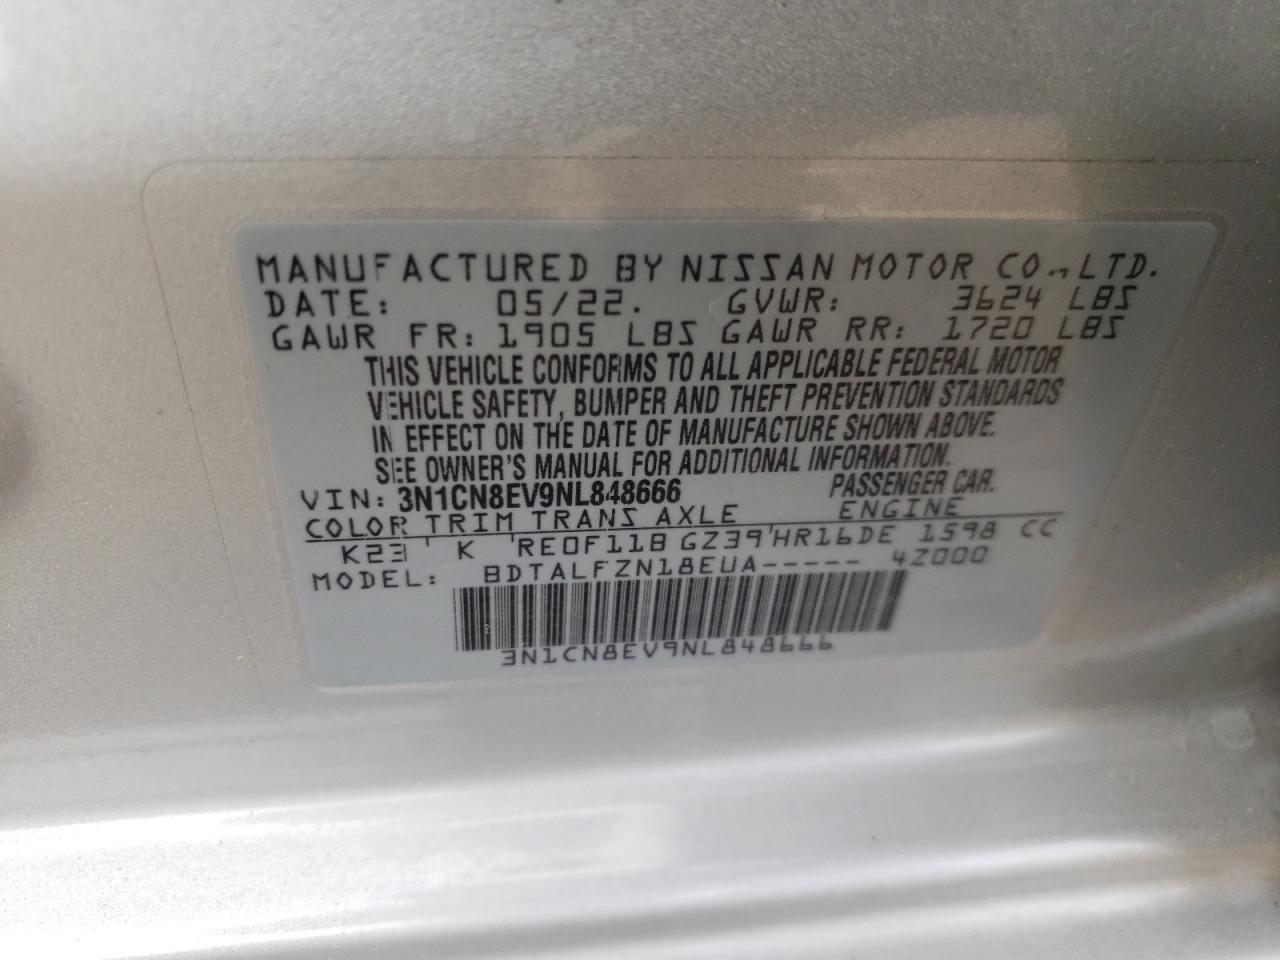 MANUFACTURED BY NISSAN MOTOR CO., LTD.
DATE: 05/22. GVWR: 3624 LBS
GAWR FR: 1905 LBS GAWR RR: 1720 LBS
THIS VEHICLE CONFORMS TO ALL APPLICABLE FEDERAL MOTOR
VEHICLE SAFETY, BUMPER AND THEFT PREVENTION STANDARDS
IN EFFECT ON THE DATE OF MANUFACTURE SHOWN ABOVE.
SEE OWNER'S MANUAL FOR ADDITIONAL INFORMATION.
VIN: 3N1CN8EV9NL848666 PASSENGER CAR.
COLOR TRIM TRANS AXLE ENGINE
K23 K RE0F11B GZ39 HR16DE 1598 CC
MODEL: BDTALFZN18EUA----- 4Z000
3N1CN8EV9NL848666